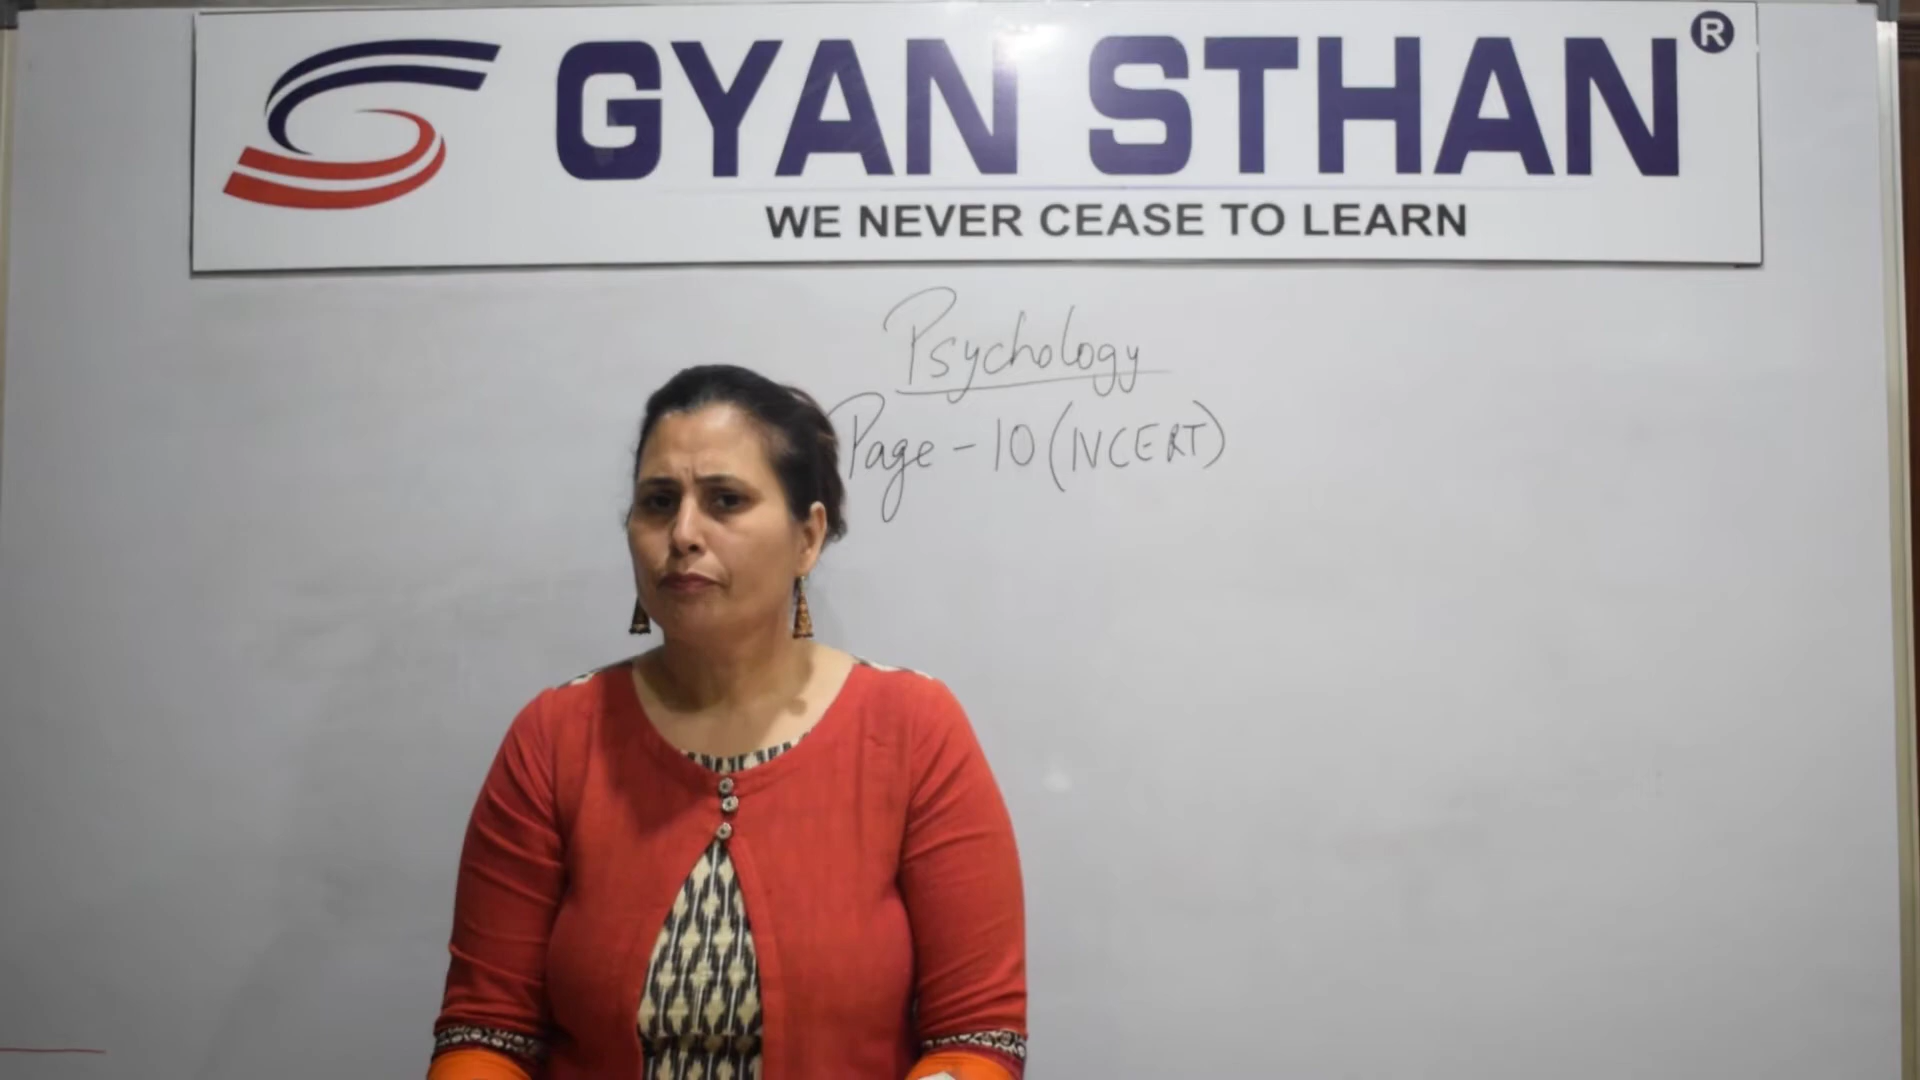 GYAN STHAN ®
WE NEVER CEASE TO LEARN
Psychology
Page - 10 (NCERT)